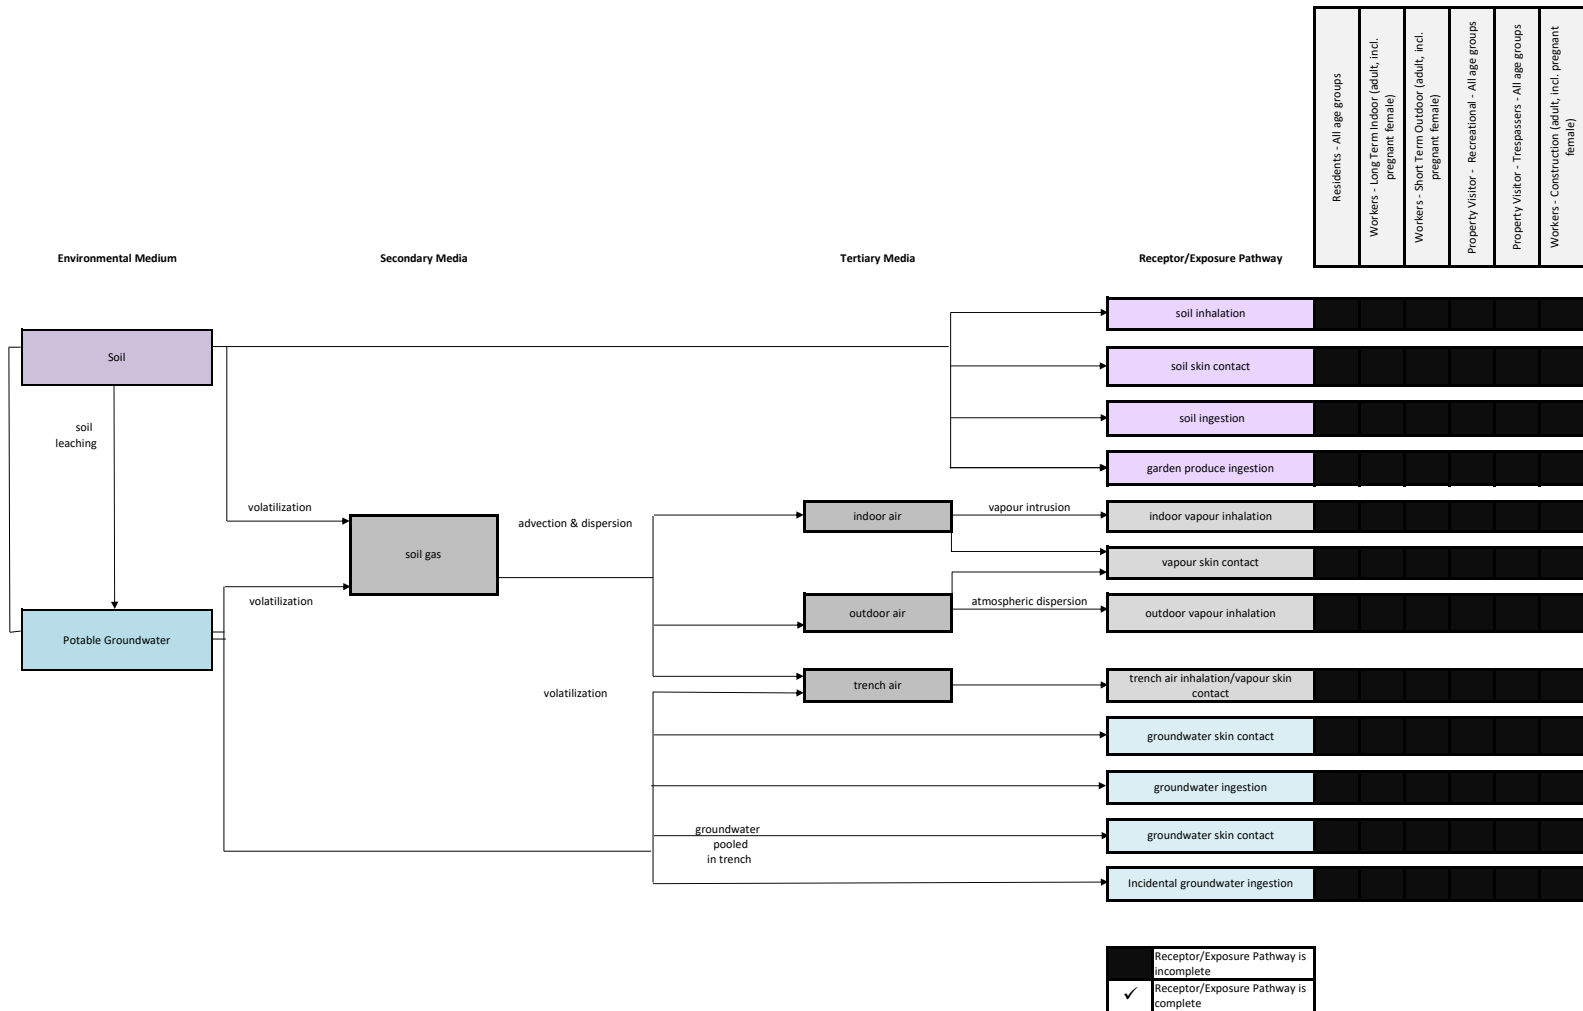 Residents - All age groups
Workers - Long Term Indoor (adult, incl.
pregnant female)
Workers - Short Term Outdoor (adult, incl.
pregnant female)
Property Visitor - Recreational - All age groups
Property Visitor - Trespassers - All age groups
Workers - Construction (adult, incl. pregnant
female)
Environmental Medium
Secondary Media
Tertiary Media
Receptor/Exposure Pathway
soil inhalation
Soil
soil skin contact
soil
leaching
soil ingestion
garden produce ingestion
volatilization
advection & dispersion
indoor air
vapour intrusion
indoor vapour inhalation
soil gas
vapour skin contact
volatilization
outdoor air
atmospheric dispersion
outdoor vapour inhalation
Potable Groundwater
volatilization
trench air
trench air inhalation/vapour skin
contact
groundwater skin contact
groundwater ingestion
groundwater
pooled
in trench
groundwater skin contact
Incidental groundwater ingestion
Receptor/Exposure Pathway is
incomplete
✓ Receptor/Exposure Pathway is
complete